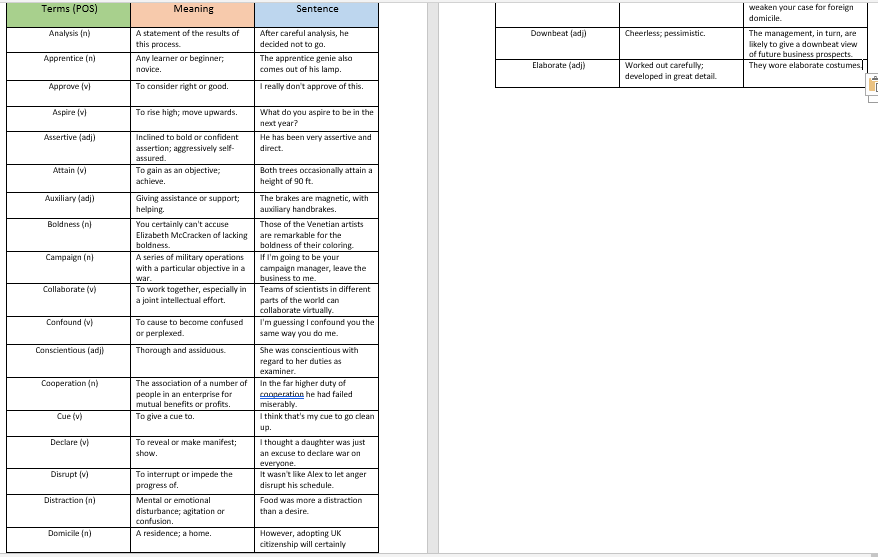 Terms (POS) Meaning Sentence
Analysis (n) A statement of the results of After careful analysis, he
this process. decided not to go.
Apprentice (n) Any learner or beginner; The apprentice genie also
novice. comes out of his lamp.
Approve (v) To consider right or good. I really don't approve of this.
Aspire (v) To rise high; move upwards. What do you aspire to be in the
next year?
Assertive (adj) Inclined to bold or confident He has been very assertive and
assertion; aggressively self- direct.
assured.
Attain (v) To gain as an objective; Both trees occasionally attain a
achieve. height of 90 ft.
Auxiliary (adj) Giving assistance or support; The brakes are magnetic, with
helping. auxiliary handbrakes.
Boldness (n) You certainly can't accuse Those of the Venetian artists
Elizabeth McCracken of lacking are remarkable for the
boldness. boldness of their coloring.
Campaign (n) A series of military operations If I'm going to be your
with a particular objective in a campaign manager, leave the
war. business to me.
Collaborate (v) To work together, especially in Teams of scientists in different
a joint intellectual effort. parts of the world can
collaborate virtually.
Confound (v) To cause to become confused I'm guessing I confound you the
or perplexed. same way you do me.
Conscientious (adj) Thorough and assiduous. She was conscientious with
regard to her duties as
examiner.
Cooperation (n) The association of a number of In the far higher duty of
people in an enterprise for cooperation he had failed
mutual benefits or profits. miserably.
Cue (v) To give a cue to. I think that's my cue to go clean
up.
Declare (v) To reveal or make manifest; I thought a daughter was just
show. an excuse to declare war on
everyone.
Disrupt (v) To interrupt or impede the It wasn't like Alex to let anger
progress of. disrupt his schedule.
Distraction (n) Mental or emotional Food was more a distraction
disturbance; agitation or than a desire.
confusion.
Domicile (n) A residence; a home. However, adopting UK
citizenship will certainly
weaken your case for foreign
domicile.
Downbeat (adj) Cheerless; pessimistic. The management, in turn, are
likely to give a downbeat view
of future business prospects.
Elaborate (adj) Worked out carefully; They wore elaborate costumes.
developed in great detail.